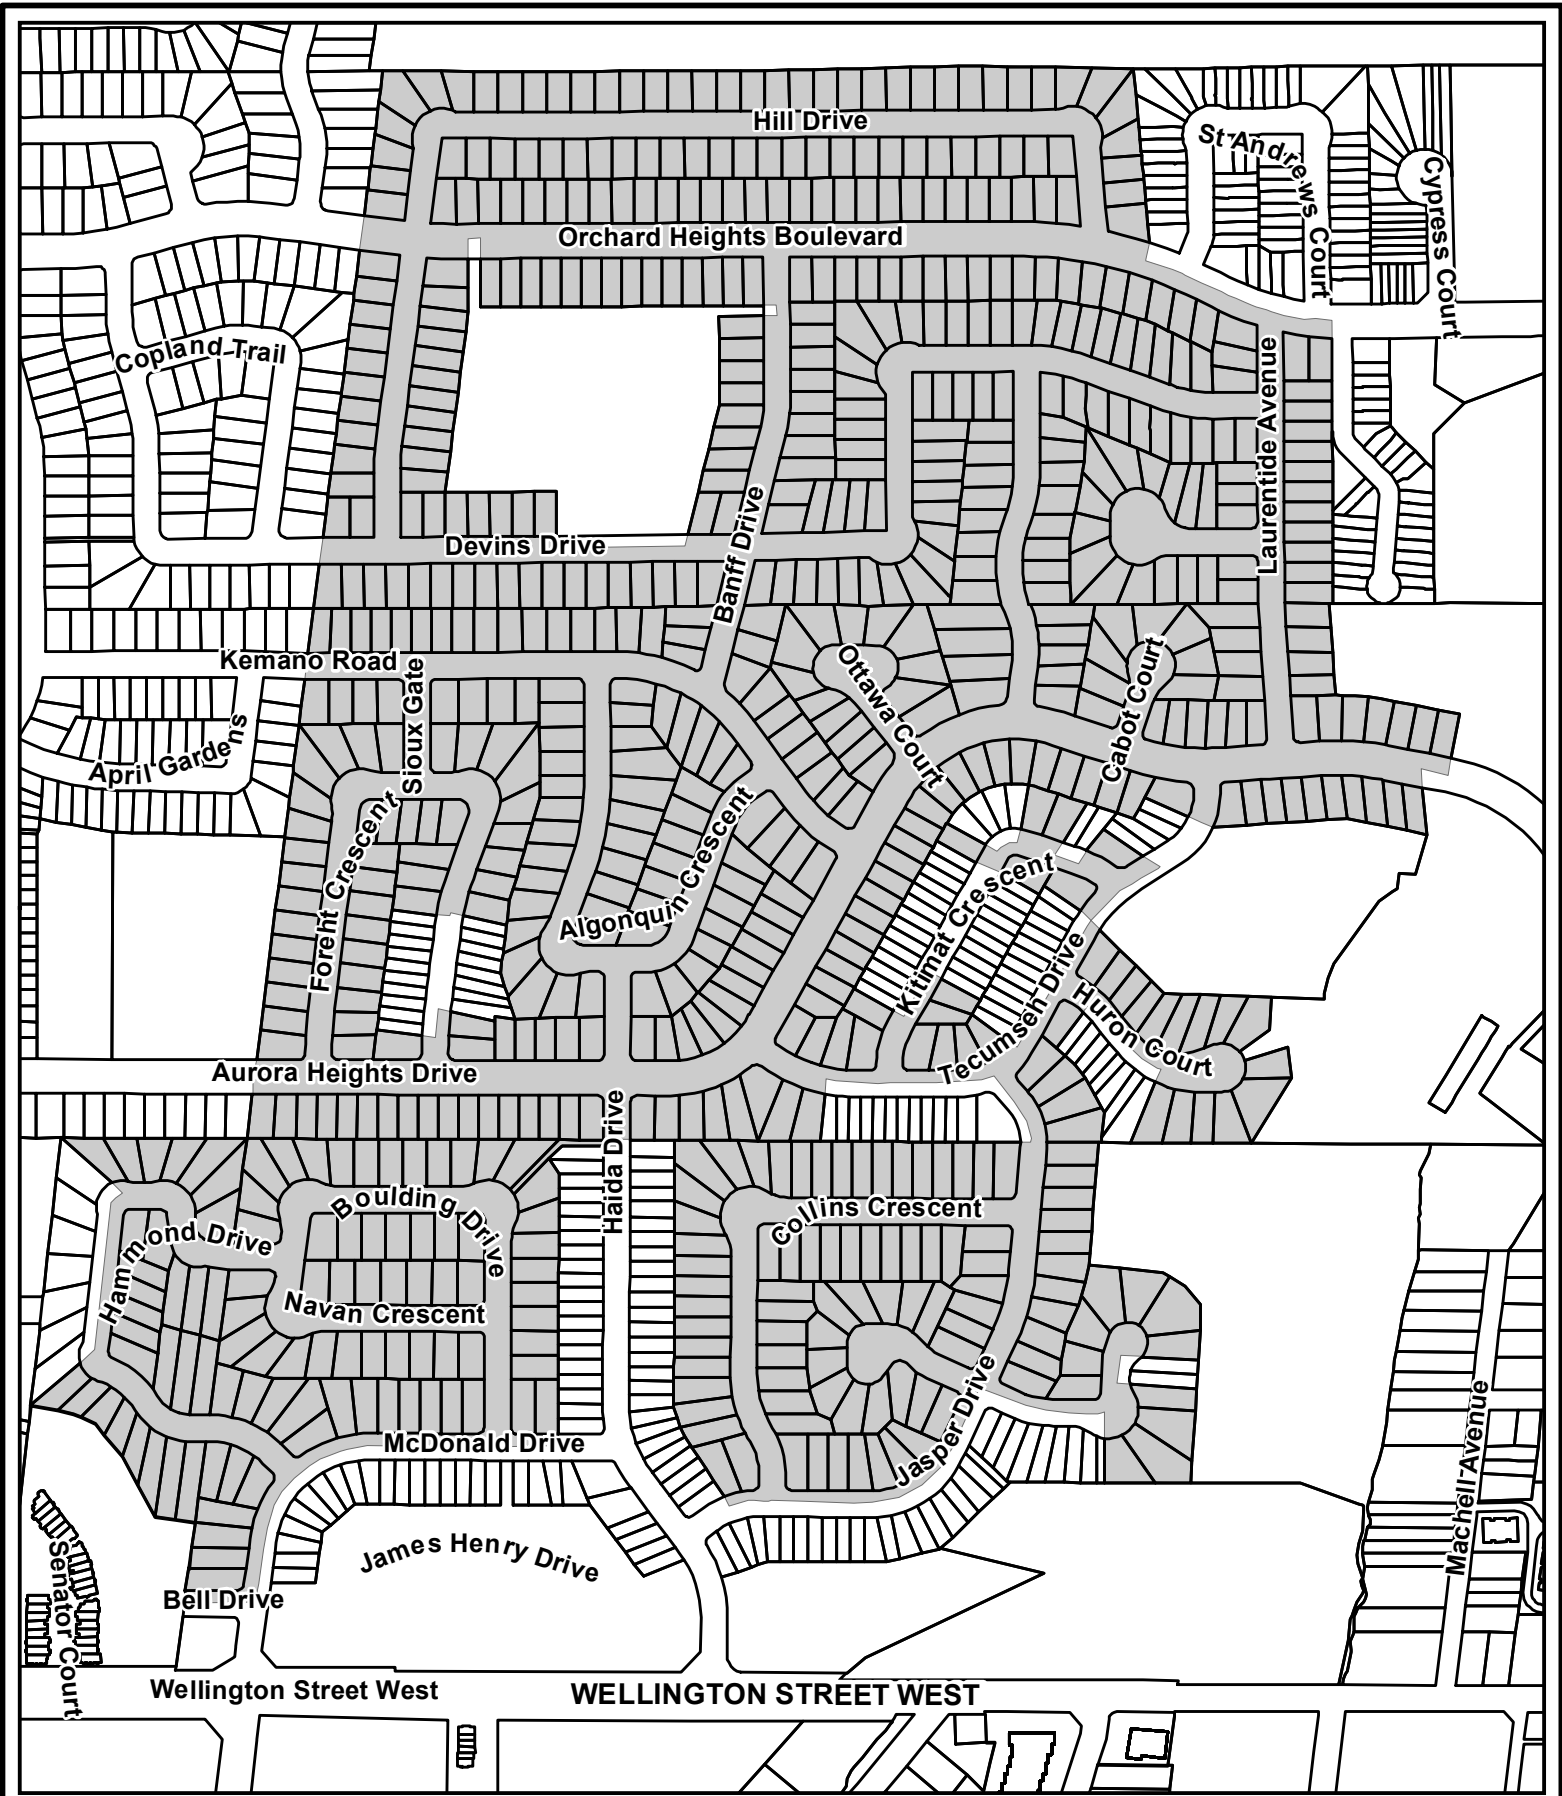 Hill Drive
St Andrews Court
Cypress Court
Orchard Heights Boulevard
Copland Trail
Laurentide Avenue
Banff Drive
Devins Drive
Kemano Road
Sioux Gate
Ottawa Court
Cabot Court
April Gardens
Foreht Crescent
Algonquin Crescent
Kitimat Crescent
Tecumseh Drive
Huron Court
Aurora Heights Drive
Haida Drive
Boulding Drive
Collins Crescent
Hammond Drive
Navan Crescent
Jasper Drive
McDonald Drive
Machell Avenue
James Henry Drive
Senator Court
Bell Drive
Wellington Street West
WELLINGTON STREET WEST